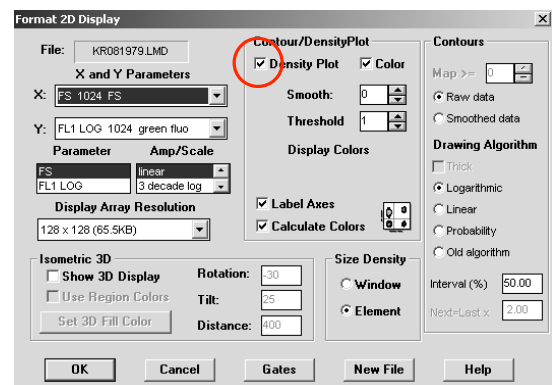 Format 2D Display
File: KR081979.LMD
X and Y Parameters
X: FS 1024 FS
Y: FL1 LOG 1024 green fluo
Parameter Amp/Scale
FS linear
FL1 LOG 3 decade log
Display Array Resolution
128 x 128 (65.5KB)
Contour/DensityPlot
Density Plot Color
Smooth: 0
Threshold 1
Display Colors
Label Axes
Calculate Colors
Contours
Map >= 0
Raw data
Smoothed data
Drawing Algorithm
Thick
Logarithmic
Linear
Probability
Old algorithm
Interval (%) 50.00
Next=Last x 2.00
Isometric 3D
Show 3D Display
Use Region Colors
Set 3D Fill Color
Rotation: -30
Tilt: 25
Distance: 400
Size Density
Window
Element
OK Cancel Gates New File Help